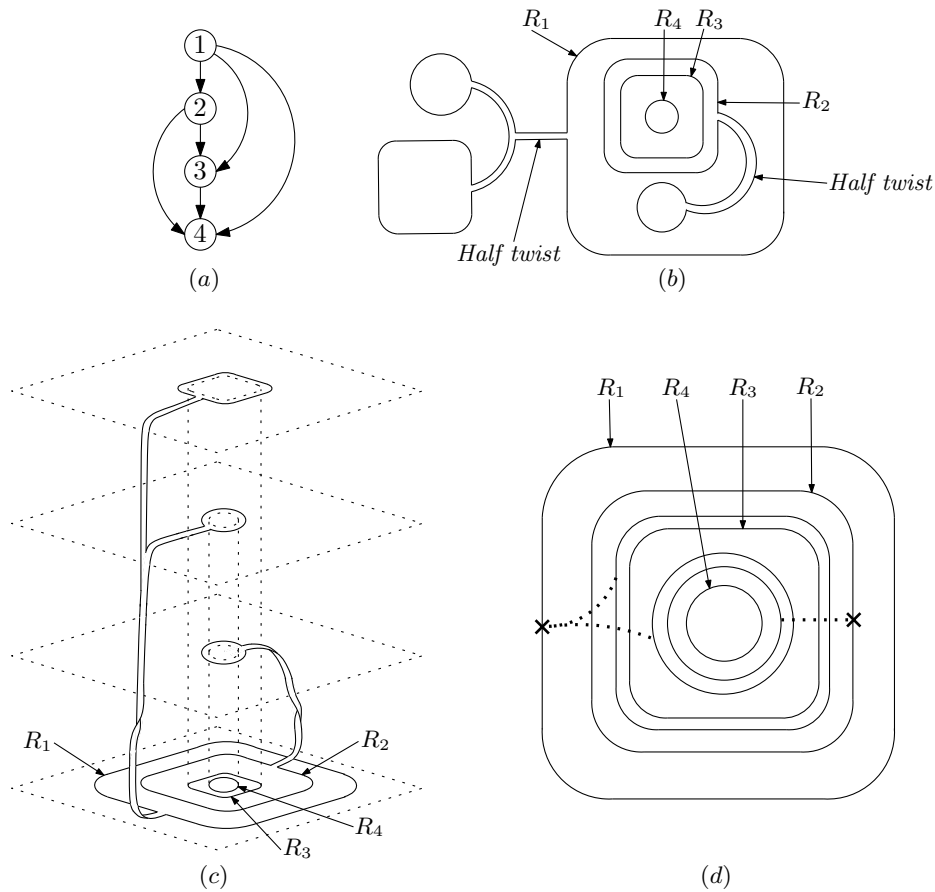 1
2
3
4
(a)
R1 R4 R3
R2
Half twist
Half twist
(b)
R1 R2
R4
R3
(c)
R1 R4 R3 R2
(d)